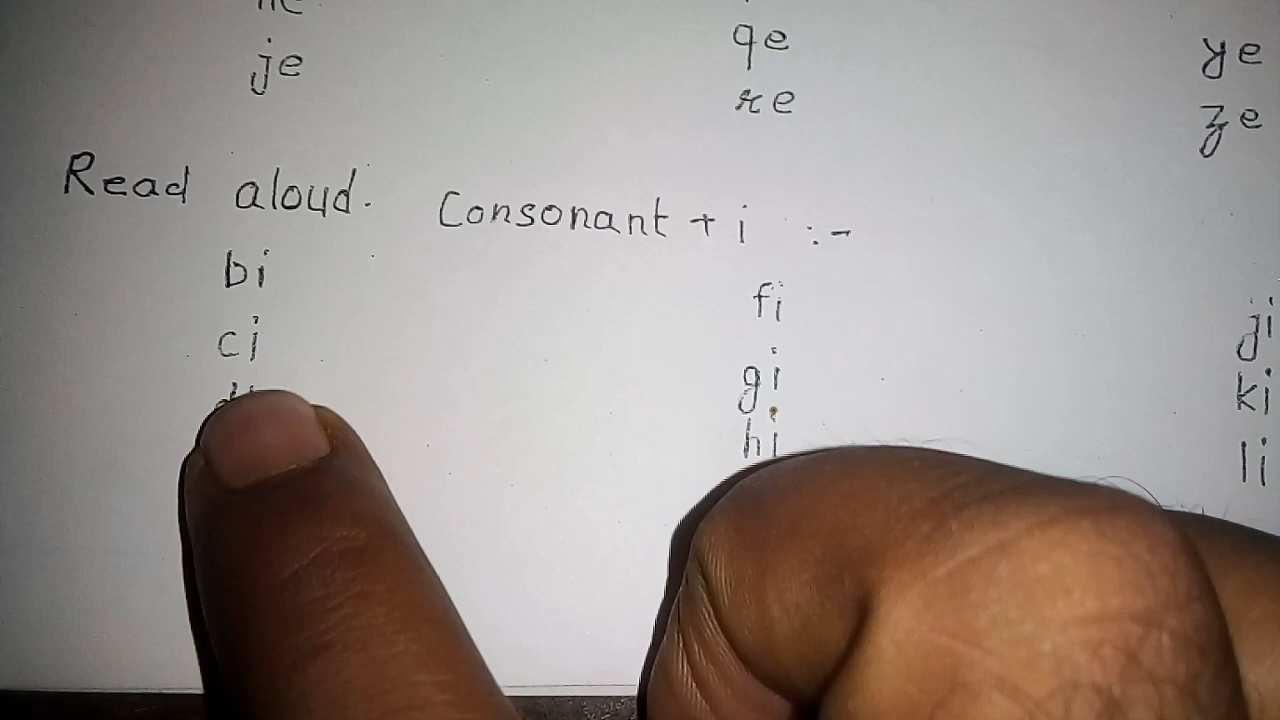 je qe ye
re ze
Read aloud. Consonant + i :-
bi fi ji
ci gi ki
hi li